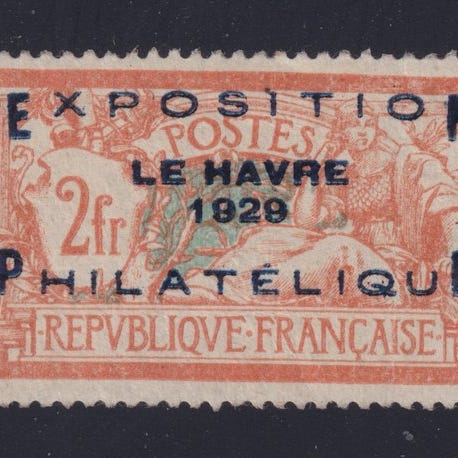 EXPOSITIO
POSTES
LE HAVRE
1929
2fr
PHILATÉLIQU
REPVBLIQVE·FRANÇAISE·